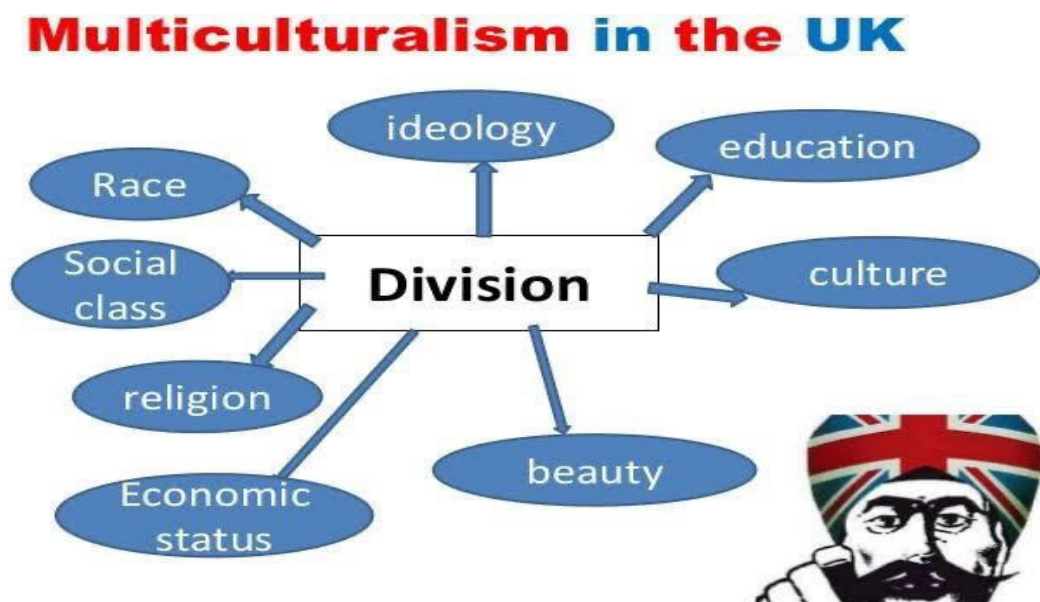 Multiculturalism in the UK
ideology
education
Race
Social
class
Division
culture
religion
beauty
Economic
status